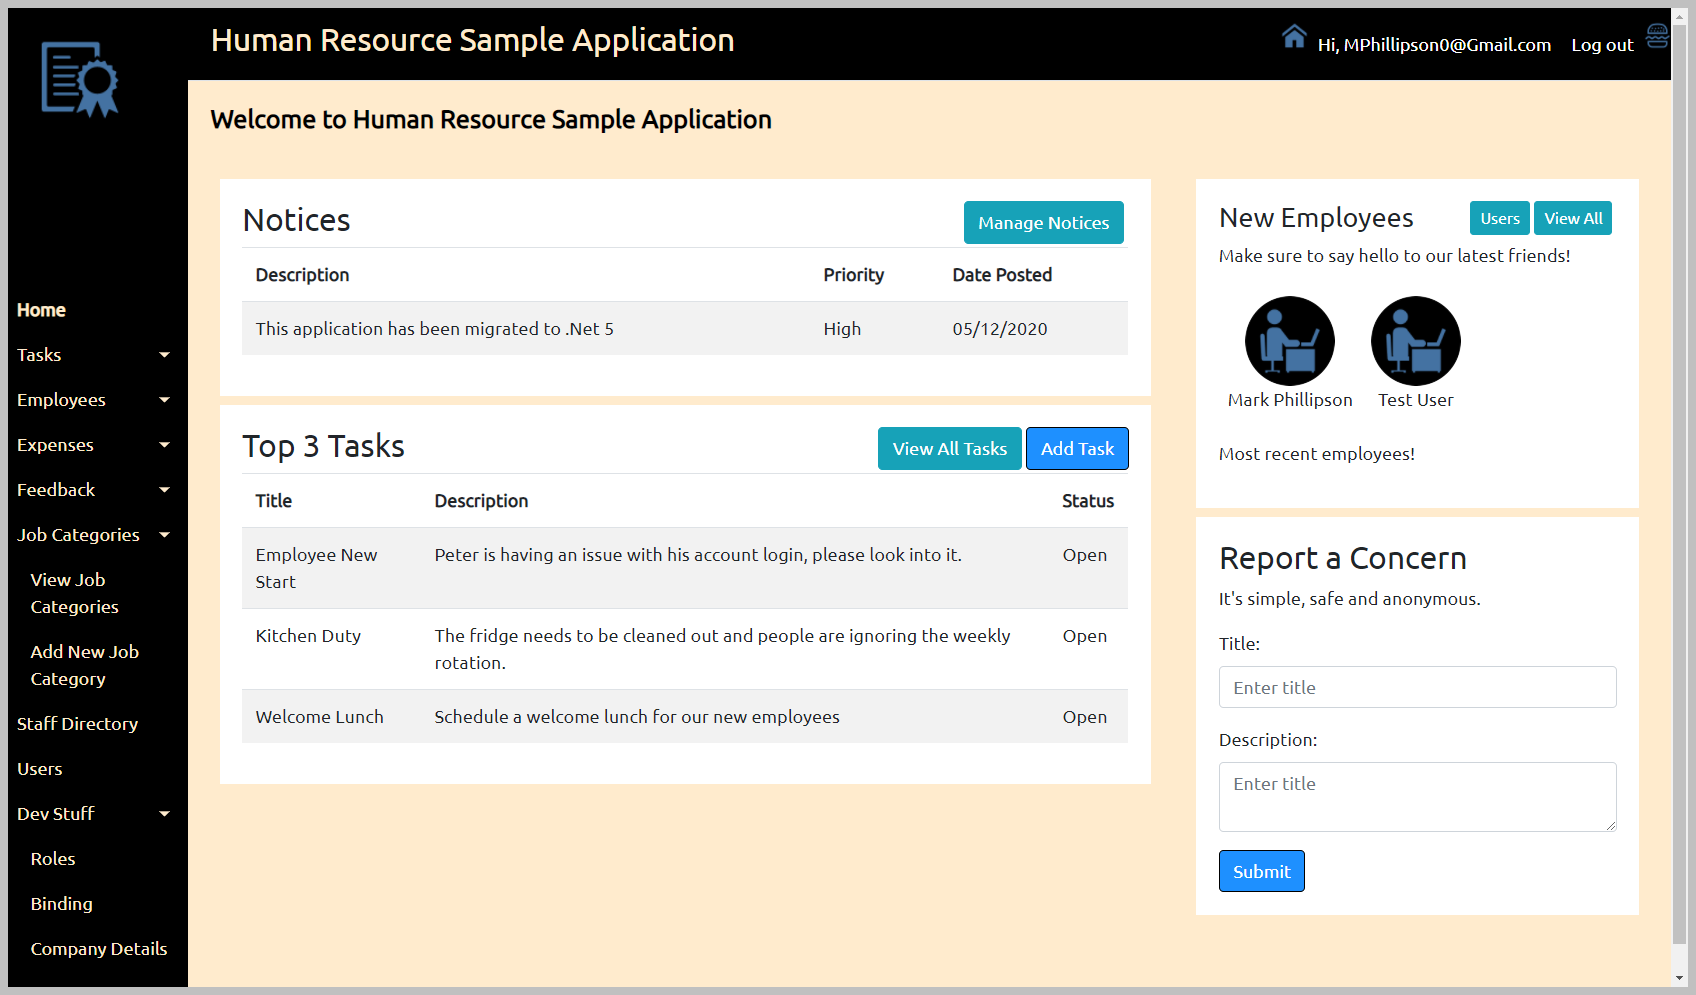 Human Resource Sample Application
Hi, MPhillipson0@Gmail.com Log out
Home
Tasks
Employees
Expenses
Feedback
Job Categories
View Job
Categories
Add New Job
Category
Staff Directory
Users
Dev Stuff
Roles
Binding
Company Details
Welcome to Human Resource Sample Application
Notices Manage Notices
Description Priority Date Posted
This application has been migrated to .Net 5 High 05/12/2020
Top 3 Tasks View All Tasks Add Task
Title Description Status
Employee New Start Peter is having an issue with his account login, please look into it. Open
Kitchen Duty The fridge needs to be cleaned out and people are ignoring the weekly
rotation. Open
Welcome Lunch Schedule a welcome lunch for our new employees Open
New Employees Users View All
Make sure to say hello to our latest friends!
Mark Phillipson Test User
Most recent employees!
Report a Concern
It's simple, safe and anonymous.
Title:
Enter title
Description:
Enter title
Submit